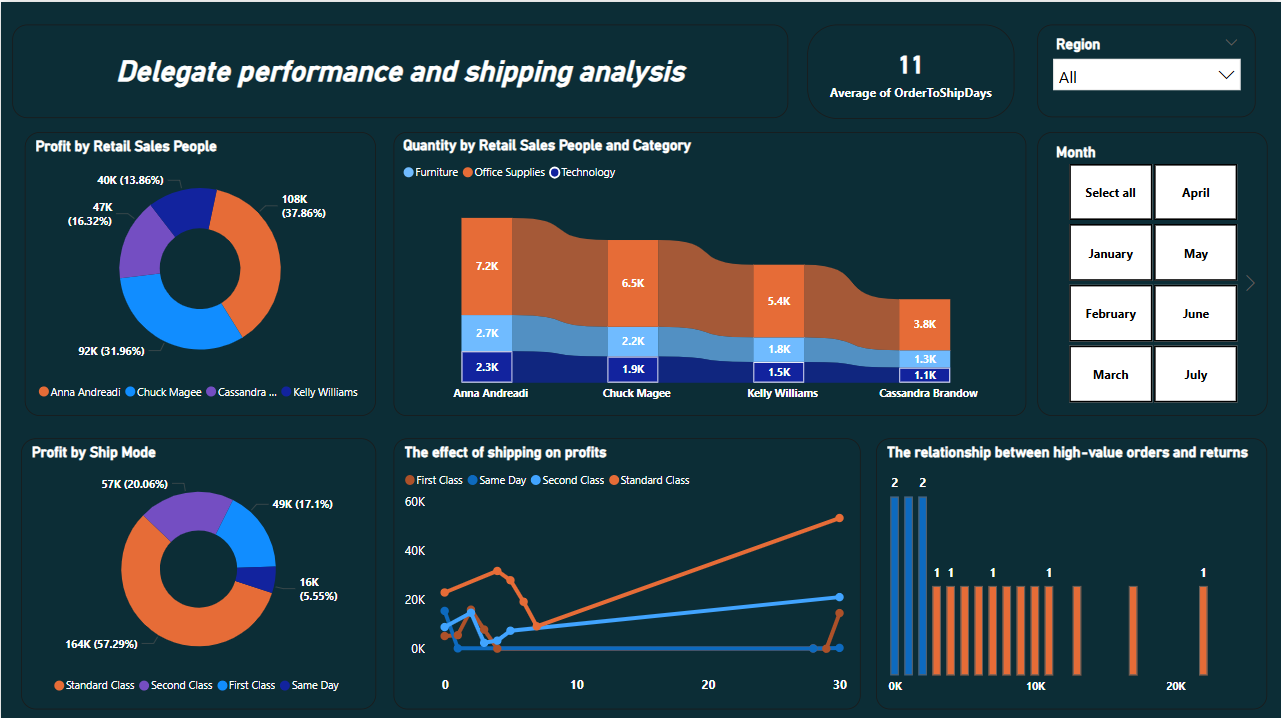 Delegate performance and shipping analysis
11
Average of OrderToShipDays
Region
All
Profit by Retail Sales People
40K (13.86%)
47K
(16.32%)
108K
(37.86%)
92K (31.96%)
Anna Andreadi Chuck Magee Cassandra ... Kelly Williams
Quantity by Retail Sales People and Category
Furniture Office Supplies Technology
7.2K
2.7K
2.3K
6.5K
2.2K
1.9K
5.4K
1.8K
1.5K
3.8K
1.3K
1.1K
Anna Andreadi Chuck Magee Kelly Williams Cassandra Brandow
Month
Select all April
January May
February June
March July
Profit by Ship Mode
57K (20.06%)
49K (17.1%)
16K
(5.55%)
164K (57.29%)
Standard Class Second Class First Class Same Day
The effect of shipping on profits
First Class Same Day Second Class Standard Class
60K
40K
20K
0K
0 10 20 30
The relationship between high-value orders and returns
2 2
1 1 1 1 1
0K 10K 20K